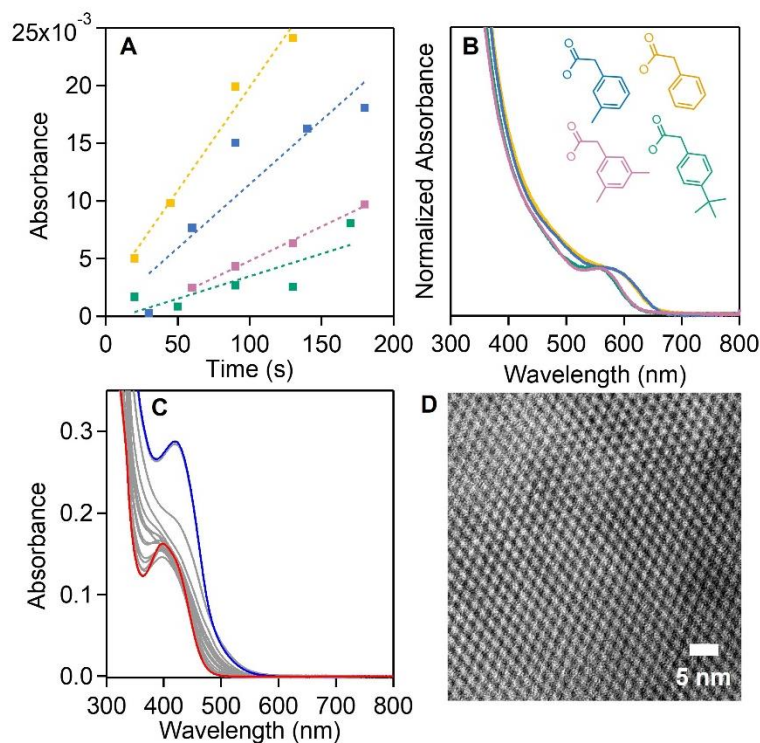 A
25x10⁻³
20
15
10
5
0
Absorbance
0
50
100
150
200
Time (s)
B
Normalized Absorbance
O
O
O
O
O
O
O
O
300
400
500
600
700
800
Wavelength (nm)
C
0.3
0.2
0.1
0.0
Absorbance
300
400
500
600
700
800
Wavelength (nm)
D
5 nm